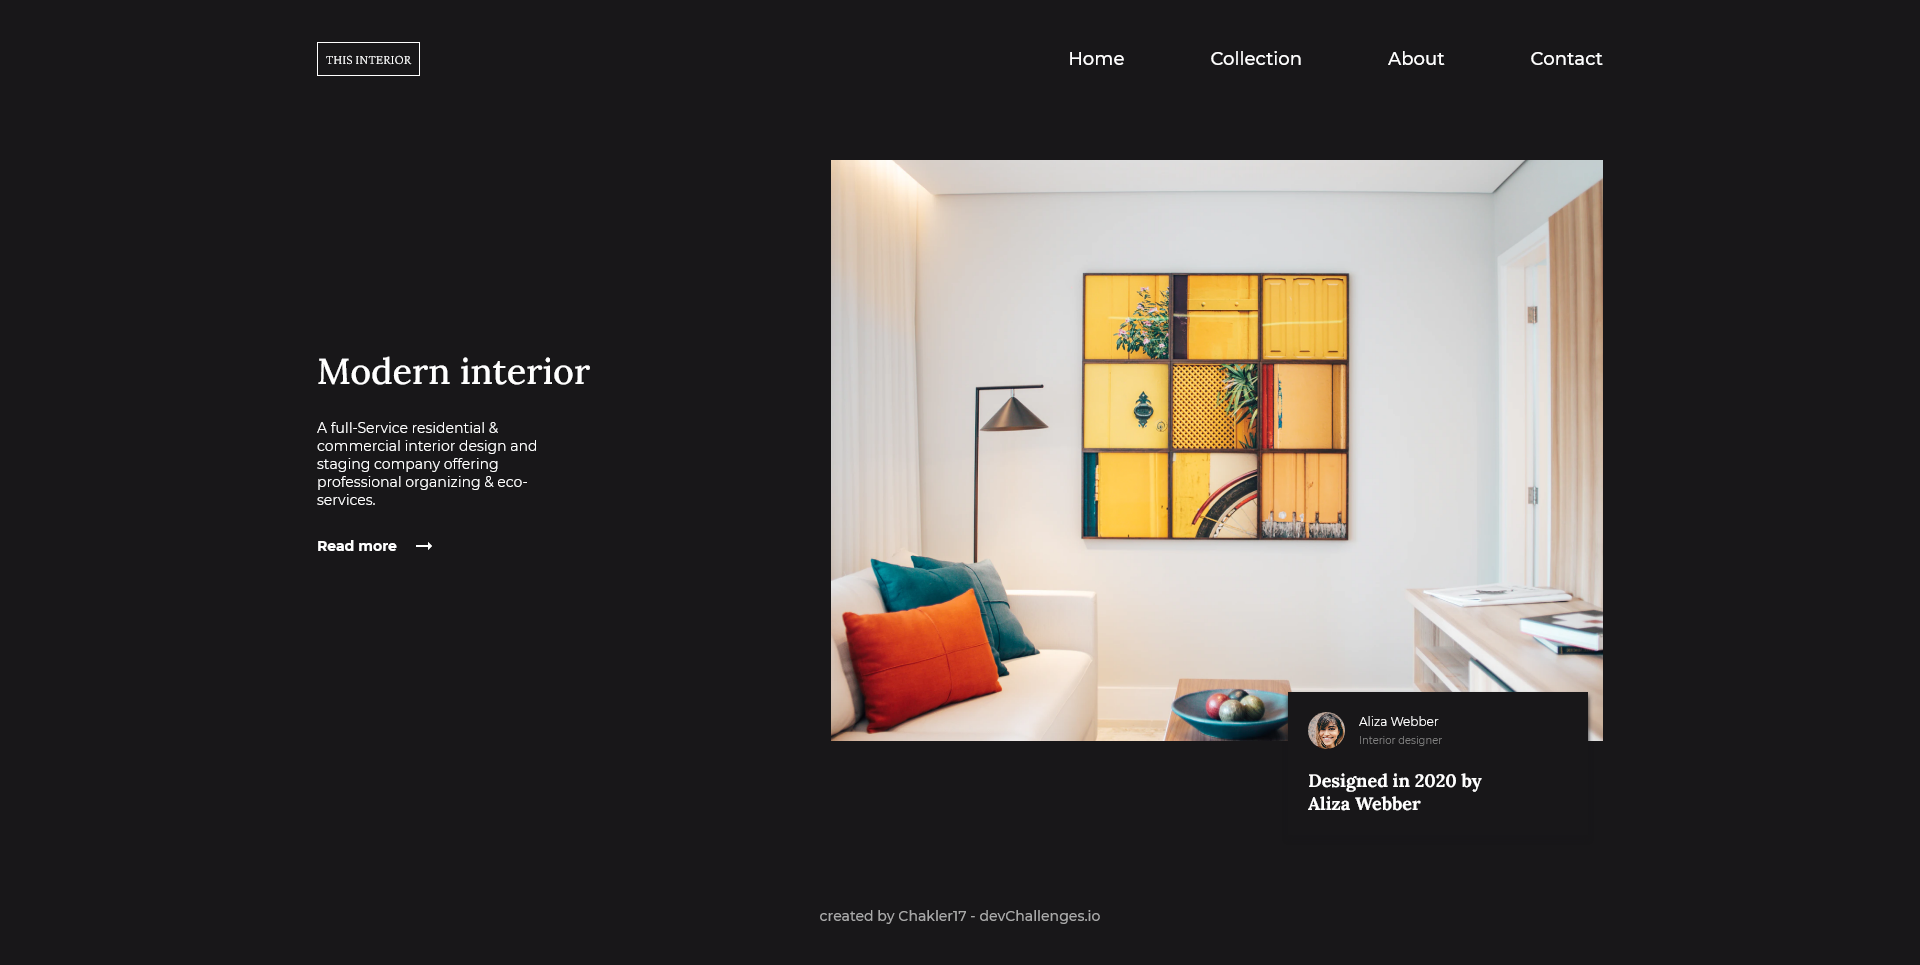 THIS INTERIOR
Home
Collection
About
Contact
Modern interior
A full-Service residential &
commercial interior design and
staging company offering
professional organizing & eco-
services.
Read more
Aliza Webber
Interior designer
Designed in 2020 by
Aliza Webber
created by Chakler17 - devChallenges.io